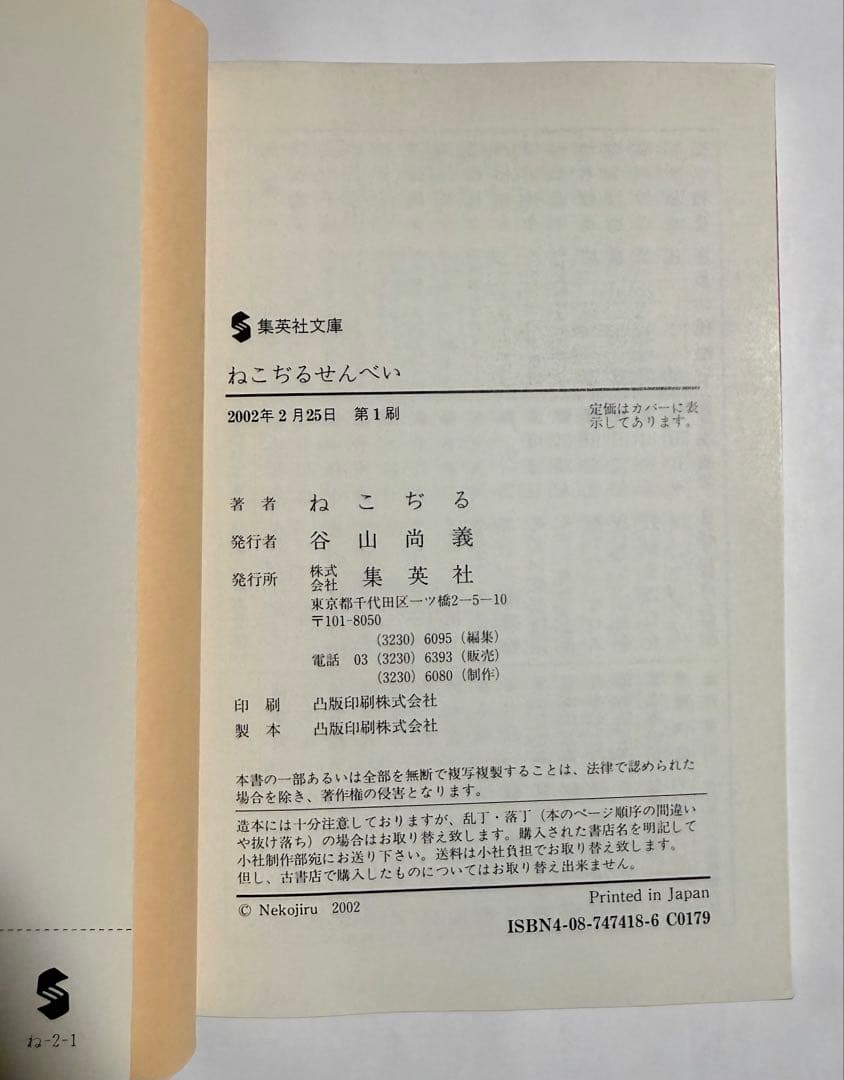 集英社文庫
ねこぢるせんべい
2002年2月25日 第1刷
定価はカバーに表
示してあります。
著者 ねこぢる
発行者 谷山尚義
発行所 株式会社 集英社
東京都千代田区一ツ橋2—5—10
〒101-8050
(3230) 6095 (編集)
電話 03 (3230) 6393 (販売)
(3230) 6080 (制作)
印刷 凸版印刷株式会社
製本 凸版印刷株式会社
本書の一部あるいは全部を無断で複写複製することは、法律で認められた
場合を除き、著作権の侵害となります。
造本には十分注意しておりますが、乱丁・落丁（本のページ順序の間違い
や抜け落ち）の場合はお取り替え致します。購入された書店名を明記して
小社制作部宛にお送り下さい。送料は小社負担でお取り替え致します。
但し、古書店で購入したものについてはお取り替え出来ません。
© Nekojiru 2002
Printed in Japan
ISBN4-08-747418-6 C0179
ね-2-1